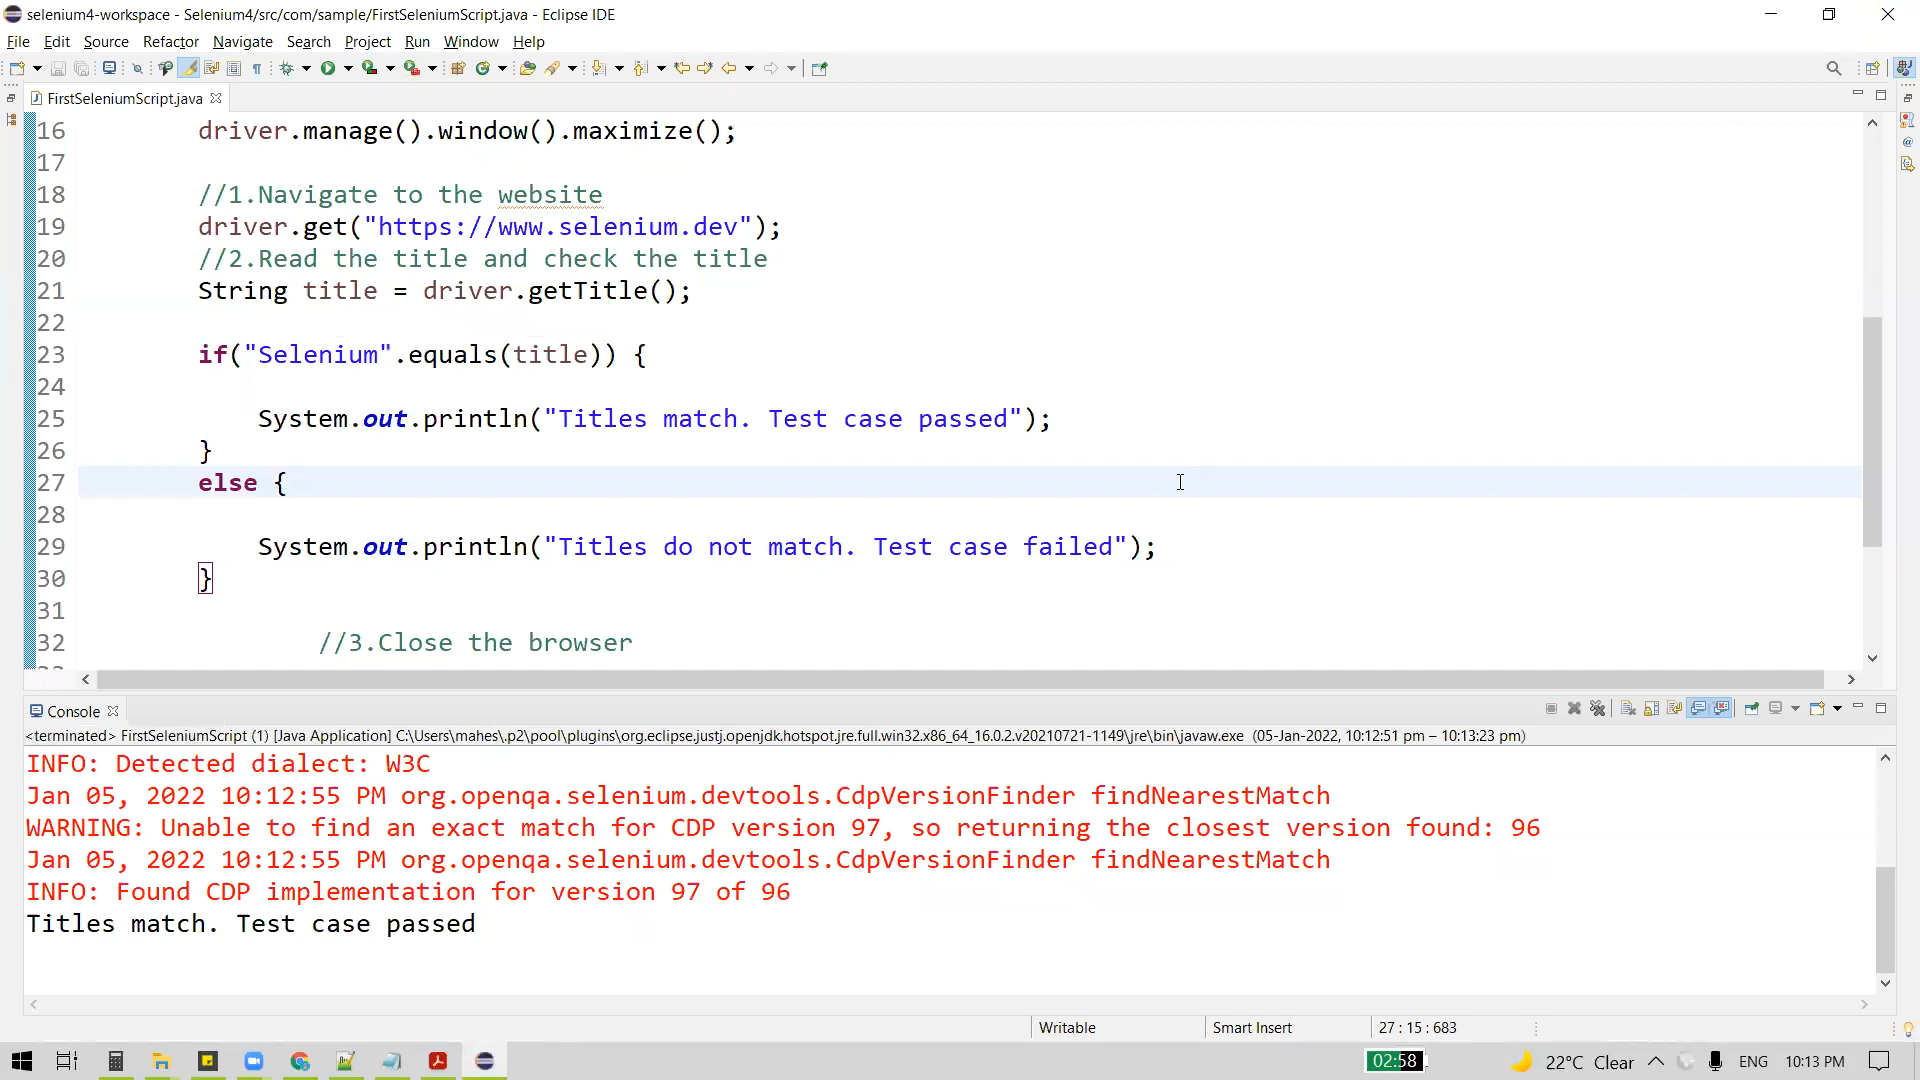 selenium4-workspace - Selenium4/src/com/sample/FirstSeleniumScript.java - Eclipse IDE
File Edit Source Refactor Navigate Search Project Run Window Help
FirstSeleniumScript.java
16 driver.manage().window().maximize();
17
18 //1.Navigate to the website
19 driver.get("https://www.selenium.dev");
20 //2.Read the title and check the title
21 String title = driver.getTitle();
22
23 if("Selenium".equals(title)) {
24
25 System.out.println("Titles match. Test case passed");
26 }
27 else {
28
29 System.out.println("Titles do not match. Test case failed");
30 }
31
32 //3.Close the browser
Console
<terminated> FirstSeleniumScript (1) [Java Application] C:\Users\mahes\.p2\pool\plugins\org.eclipse.justj.openjdk.hotspot.jre.full.win32.x86_64_16.0.2.v20210721-1149\jre\bin\javaw.exe (05-Jan-2022, 10:12:51 pm – 10:13:23 pm)
INFO: Detected dialect: W3C
Jan 05, 2022 10:12:55 PM org.openqa.selenium.devtools.CdpVersionFinder findNearestMatch
WARNING: Unable to find an exact match for CDP version 97, so returning the closest version found: 96
Jan 05, 2022 10:12:55 PM org.openqa.selenium.devtools.CdpVersionFinder findNearestMatch
INFO: Found CDP implementation for version 97 of 96
Titles match. Test case passed
Writable Smart Insert 27 : 15 : 683
02:58 22°C Clear ENG 10:13 PM